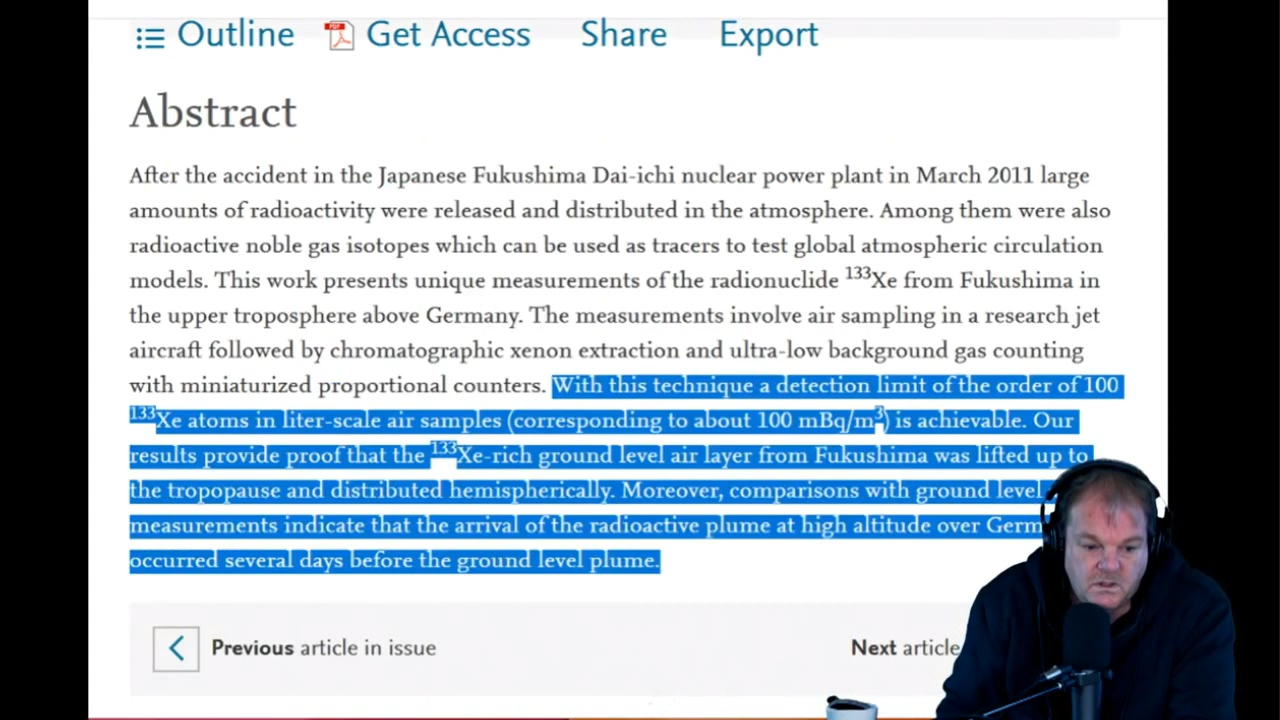 Outline Get Access Share Export
Abstract
After the accident in the Japanese Fukushima Dai-ichi nuclear power plant in March 2011 large
amounts of radioactivity were released and distributed in the atmosphere. Among them were also
radioactive noble gas isotopes which can be used as tracers to test global atmospheric circulation
models. This work presents unique measurements of the radionuclide ¹³³Xe from Fukushima in
the upper troposphere above Germany. The measurements involve air sampling in a research jet
aircraft followed by chromatographic xenon extraction and ultra-low background gas counting
with miniaturized proportional counters. With this technique a detection limit of the order of 100
¹³³Xe atoms in liter-scale air samples (corresponding to about 100 mBq/m³) is achievable. Our
results provide proof that the ¹³³Xe-rich ground level air layer from Fukushima was lifted up to
the tropopause and distributed hemispherically. Moreover, comparisons with ground level
measurements indicate that the arrival of the radioactive plume at high altitude over Germ
occurred several days before the ground level plume.
Previous article in issue
Next article